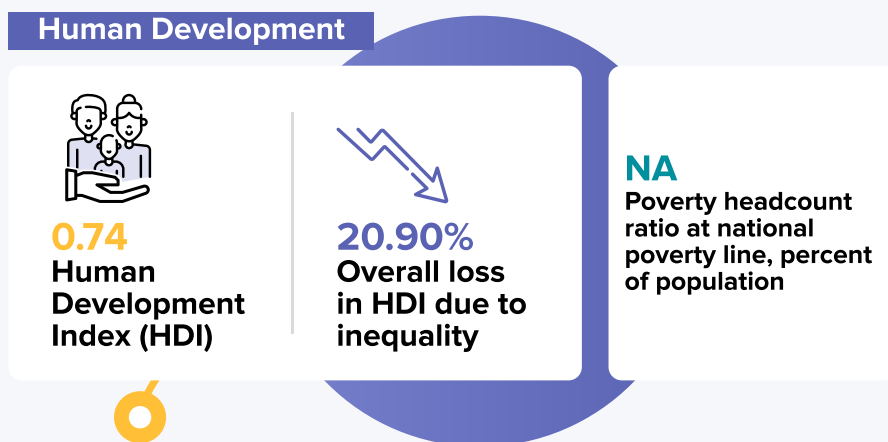 Human Development
0.74
Human
Development
Index (HDI)
20.90%
Overall loss
in HDI due to
inequality
NA
Poverty headcount
ratio at national
poverty line, percent
of population